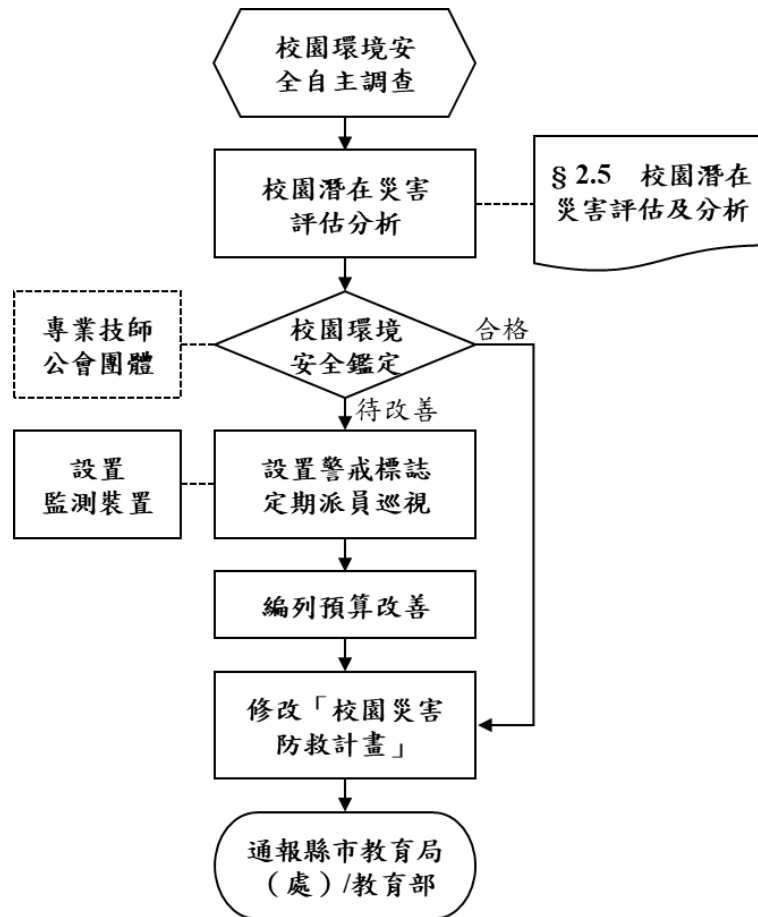 校園環境安
全自主調查
校園潛在災害
評估分析
§ 2.5 校園潛在
災害評估及分析
專業技師
公會團體
校園環境
安全鑑定
合格
待改善
設置
監測裝置
設置警戒標誌
定期派員巡視
編列預算改善
修改「校園災害
防救計畫」
通報縣市教育局
（處）/教育部